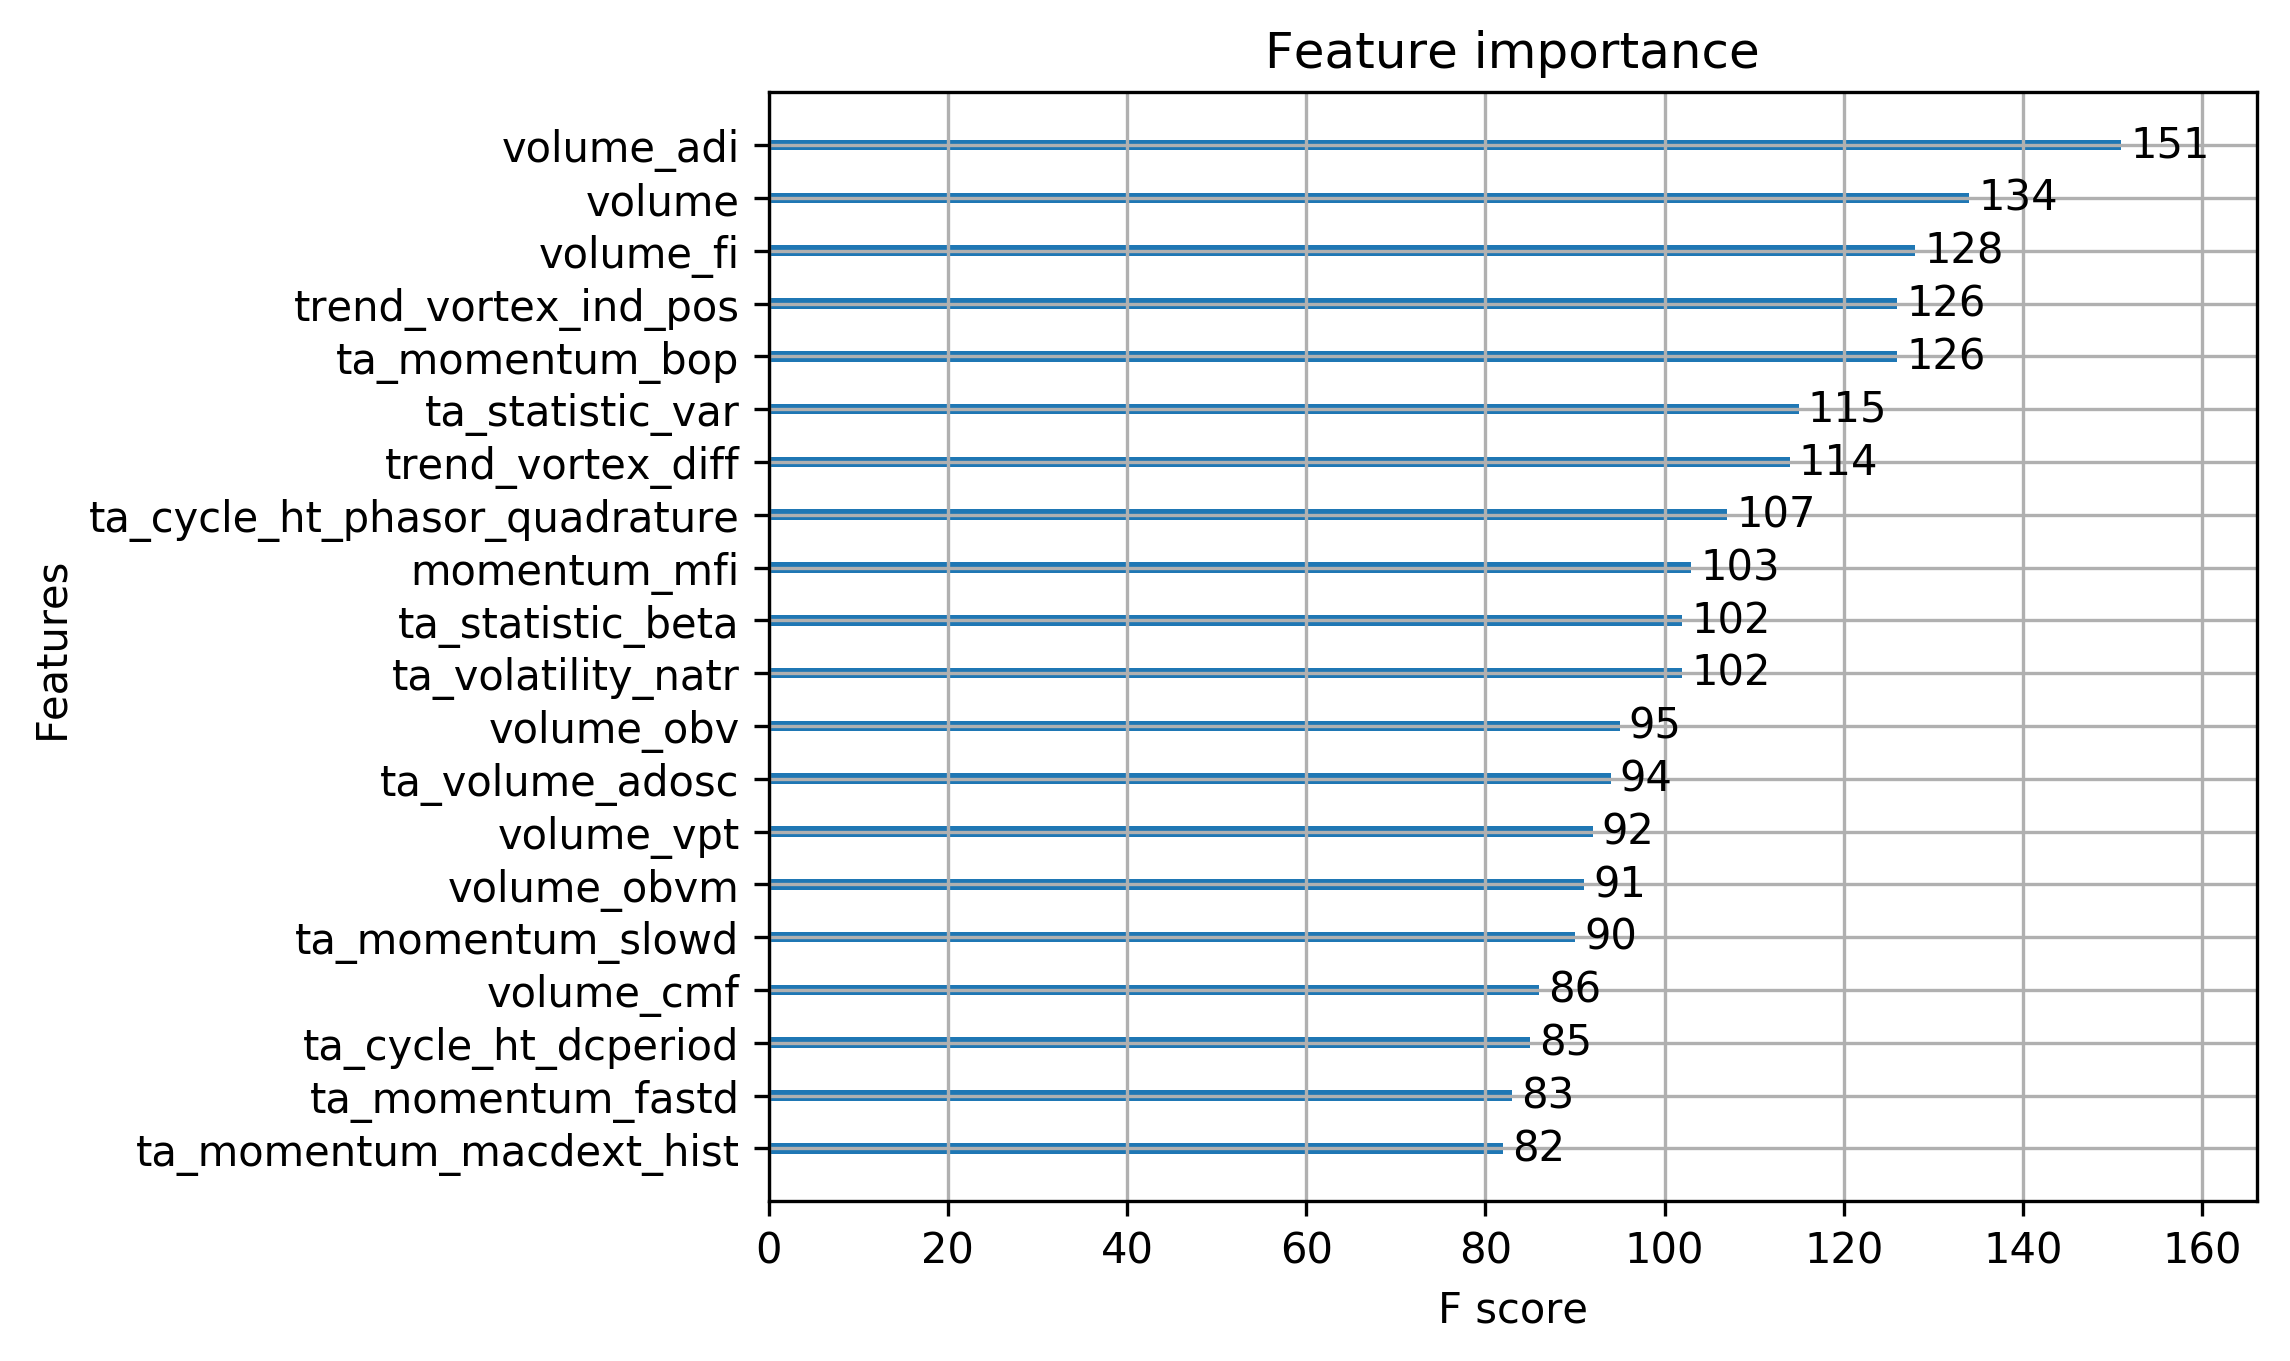 Feature importance
volume_adi 151
volume 134
volume_fi 128
trend_vortex_ind_pos 126
ta_momentum_bop 126
ta_statistic_var 115
trend_vortex_diff 114
ta_cycle_ht_phasor_quadrature 107
momentum_mfi 103
ta_statistic_beta 102
ta_volatility_natr 102
volume_obv 95
ta_volume_adosc 94
volume_vpt 92
volume_obvm 91
ta_momentum_slowd 90
volume_cmf 86
ta_cycle_ht_dcperiod 85
ta_momentum_fastd 83
ta_momentum_macdext_hist 82
Features
0 20 40 60 80 100 120 140 160
F score